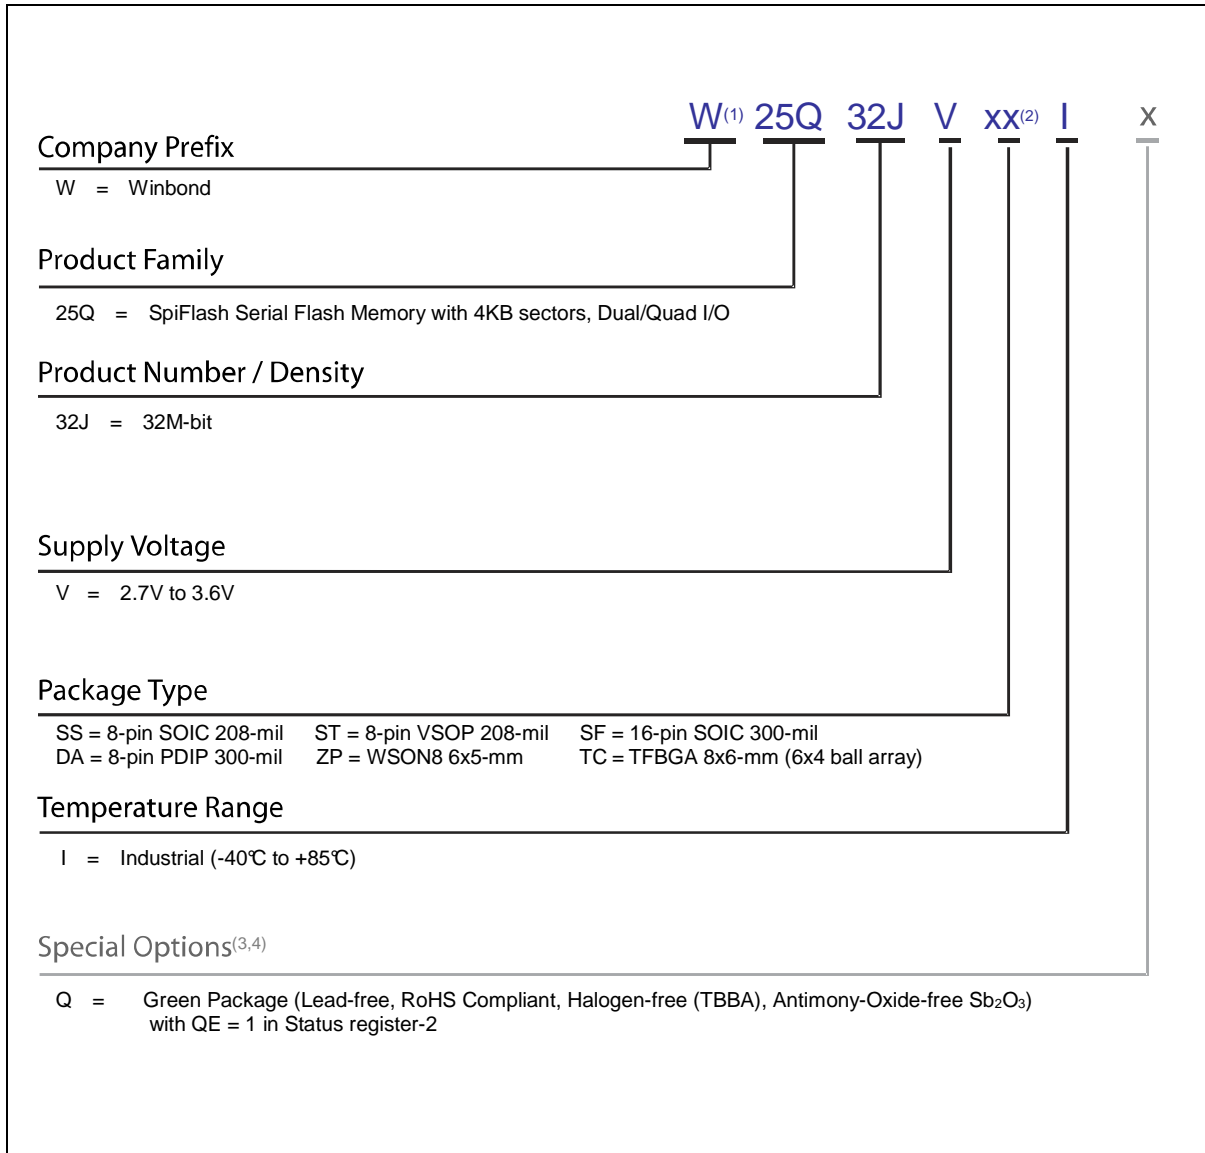 W(1) 25Q 32J V xx(2) I x
Company Prefix
W = Winbond
Product Family
25Q = SpiFlash Serial Flash Memory with 4KB sectors, Dual/Quad I/O
Product Number / Density
32J = 32M-bit
Supply Voltage
V = 2.7V to 3.6V
Package Type
SS = 8-pin SOIC 208-mil ST = 8-pin VSOP 208-mil SF = 16-pin SOIC 300-mil
DA = 8-pin PDIP 300-mil ZP = WSON8 6x5-mm TC = TFBGA 8x6-mm (6x4 ball array)
Temperature Range
I = Industrial (-40°C to +85°C)
Special Options(3,4)
Q = Green Package (Lead-free, RoHS Compliant, Halogen-free (TBBA), Antimony-Oxide-free Sb₂O₃)
with QE = 1 in Status register-2